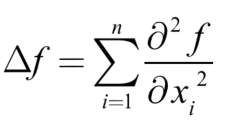 Δf = ∑_{i=1}^{n} ∂²f / ∂x_i²